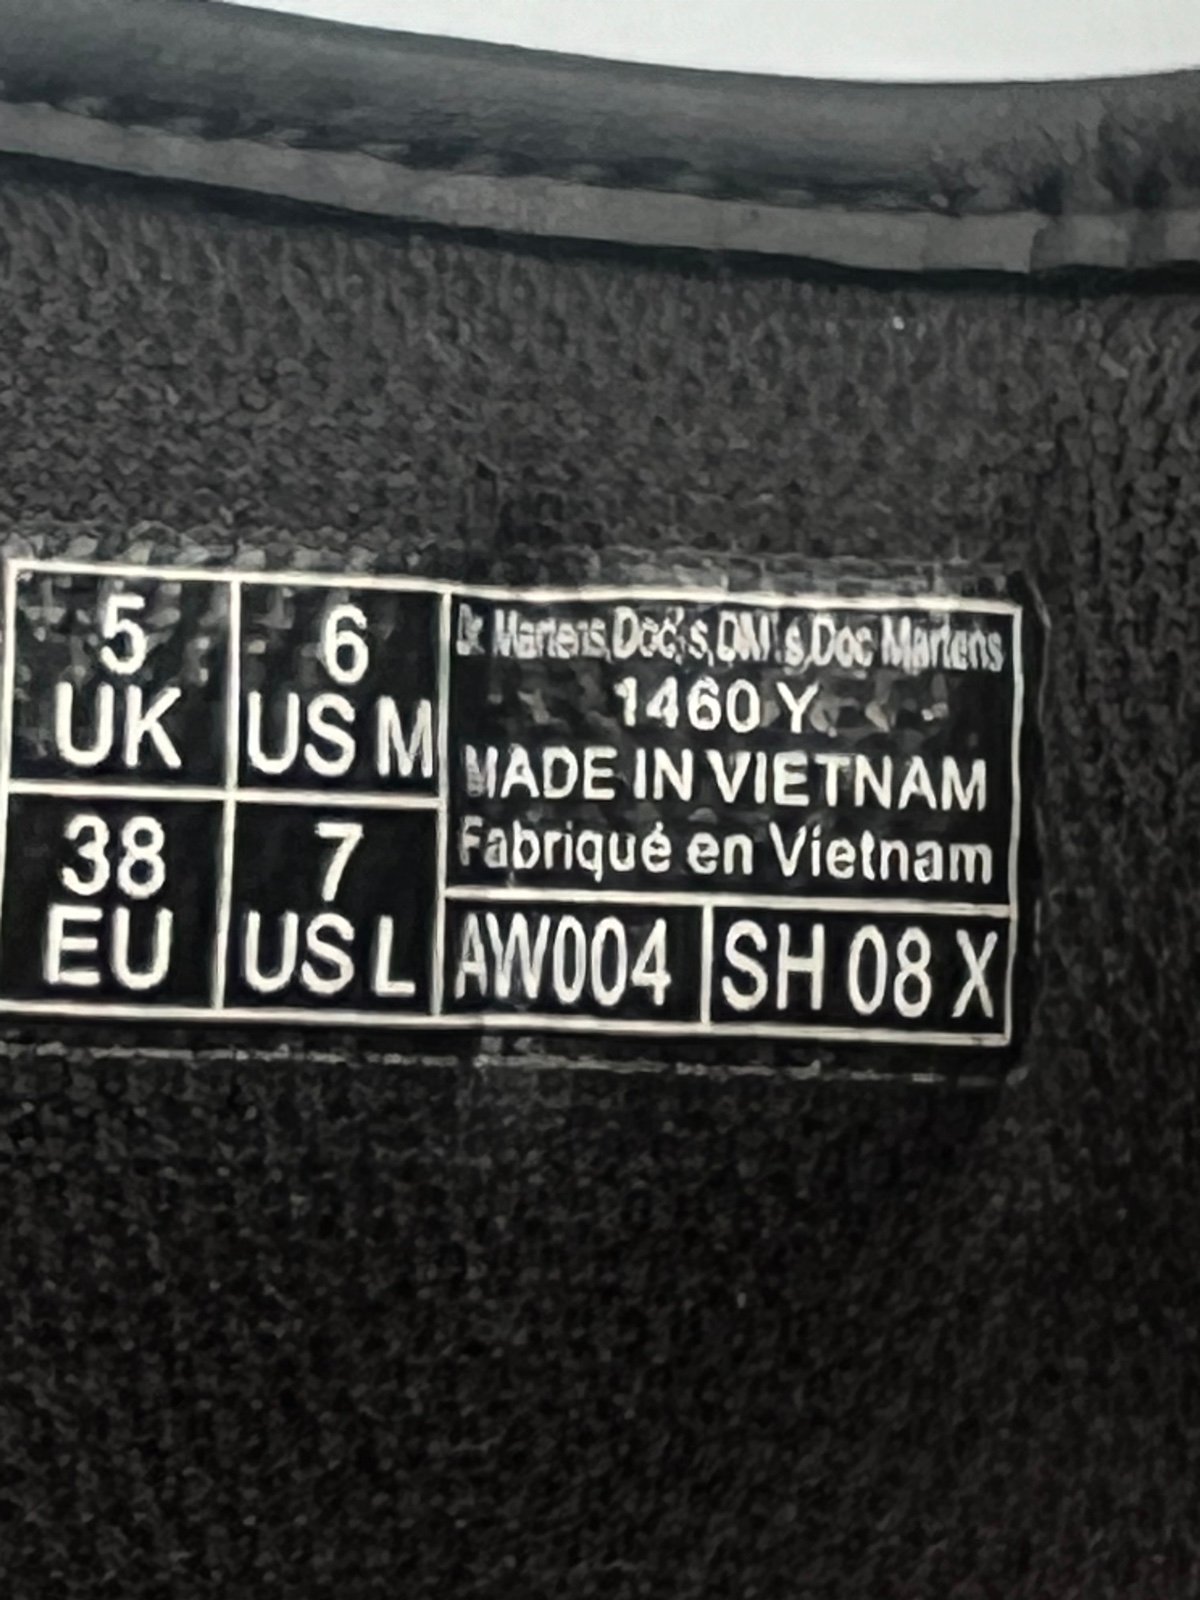 5
UK
6
US M
38
EU
7
US L
Dr. Martens, Doc's, DM's, Doc Martens
1460 Y
MADE IN VIETNAM
Fabriqué en Vietnam
AW004
SH 08 X